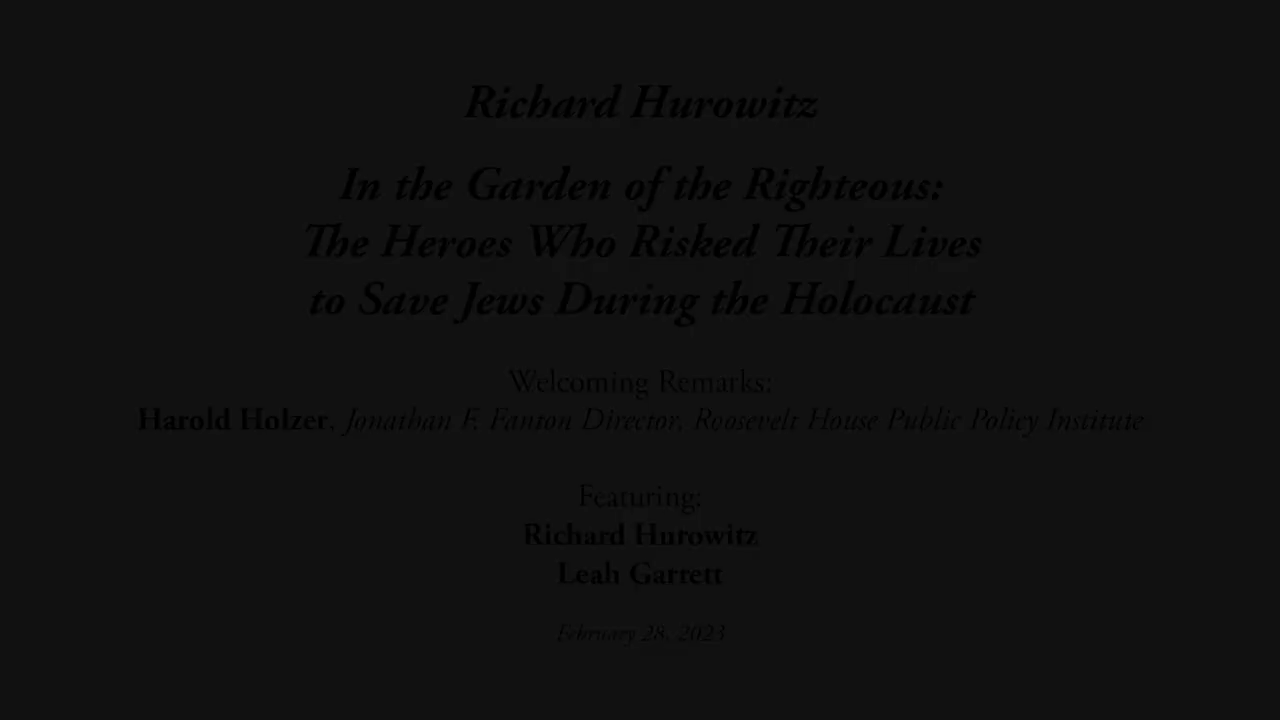 Richard Hurowitz
In the Garden of the Righteous:
The Heroes Who Risked Their Lives
to Save Jews During the Holocaust
Welcoming Remarks:
Harold Holzer, Jonathan F. Fanton Director, Roosevelt House Public Policy Institute
Featuring:
Richard Hurowitz
Leah Garrett
February 28, 2023